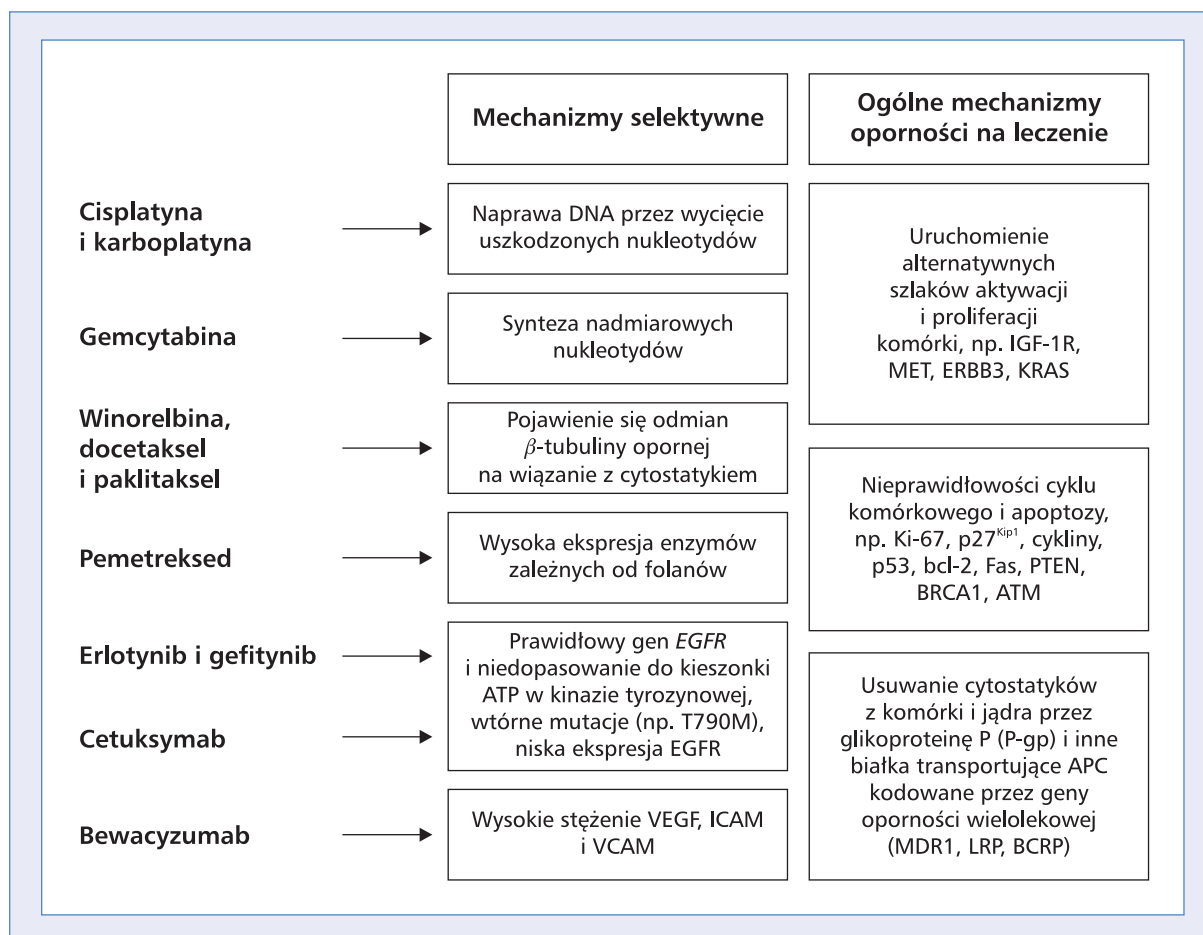 Mechanizmy selektywne
Ogólne mechanizmy
oporności na leczenie
Cisplatyna
i karboplatyna
Naprawa DNA przez wycięcie
uszkodzonych nukleotydów
Gemcytabina
Synteza nadmiarowych
nukleotydów
Winorelbina,
docetaksel
i paklitaksel
Pojawienie się odmian
β-tubuliny opornej
na wiązanie z cytostatykiem
Pemetreksed
Wysoka ekspresja enzymów
zależnych od folanów
Erlotynib i gefitynib
Cetuksymab
Prawidłowy gen EGFR
i niedopasowanie do kieszonki
ATP w kinazie tyrozynowej,
wtórne mutacje (np. T790M),
niska ekspresja EGFR
Bewacyzumab
Wysokie stężenie VEGF, ICAM
i VCAM
Uruchomienie
alternatywnych
szlaków aktywacji
i proliferacji
komórki, np. IGF-1R,
MET, ERBB3, KRAS
Nieprawidłowości cyklu
komórkowego i apoptozy,
np. Ki-67, p27Kip1, cykliny,
p53, bcl-2, Fas, PTEN,
BRCA1, ATM
Usuwanie cytostatyków
z komórki i jądra przez
glikoproteinę P (P-gp) i inne
białka transportujące APC
kodowane przez geny
oporności wielolekowej
(MDR1, LRP, BCRP)